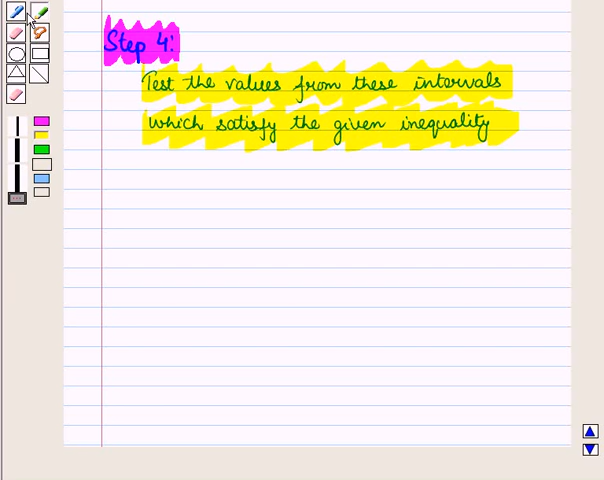 Step 4:
Test the values from these intervals
which satisfy the given inequality